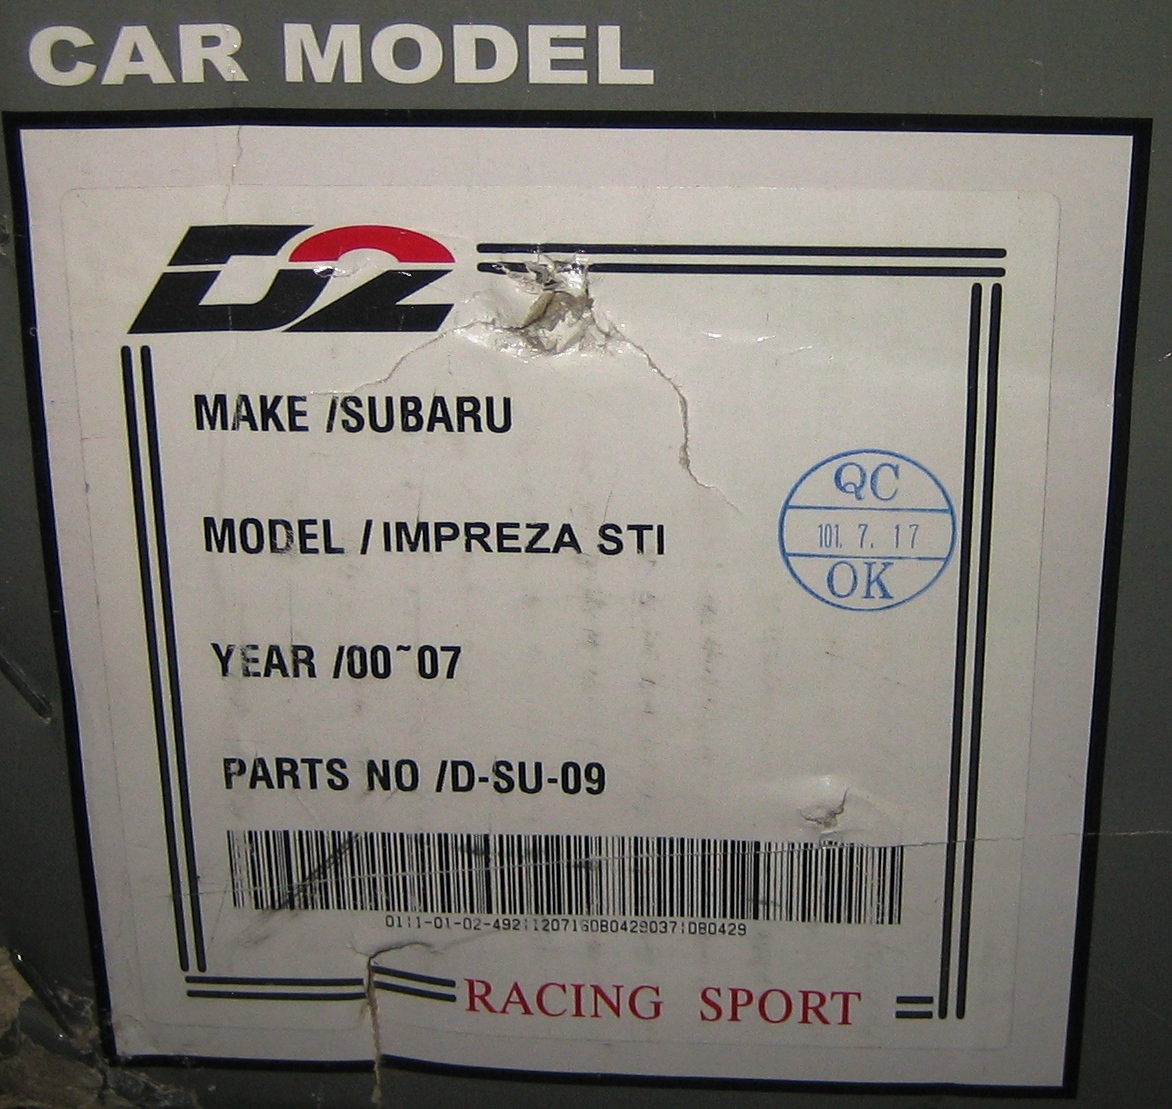 CAR MODEL
D2
MAKE /SUBARU
MODEL /IMPREZA STI
QC
101. 7. 17
OK
YEAR /00~07
PARTS NO /D-SU-09
RACING SPORT